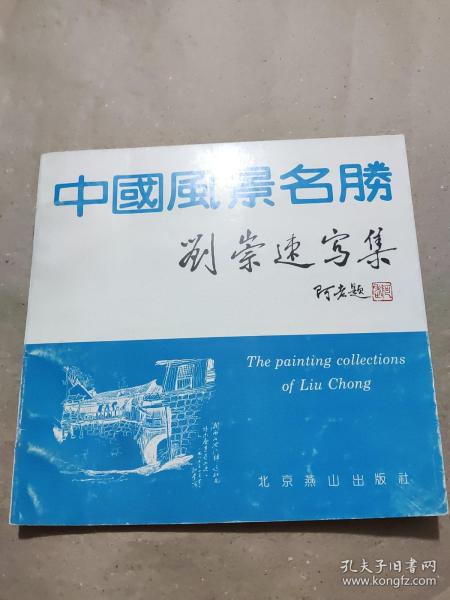 中國風景名勝
劉崇速写集
阿老題
The painting collections
of Liu Chong
北京燕山出版社
孔夫子旧书网
www.kongfz.com